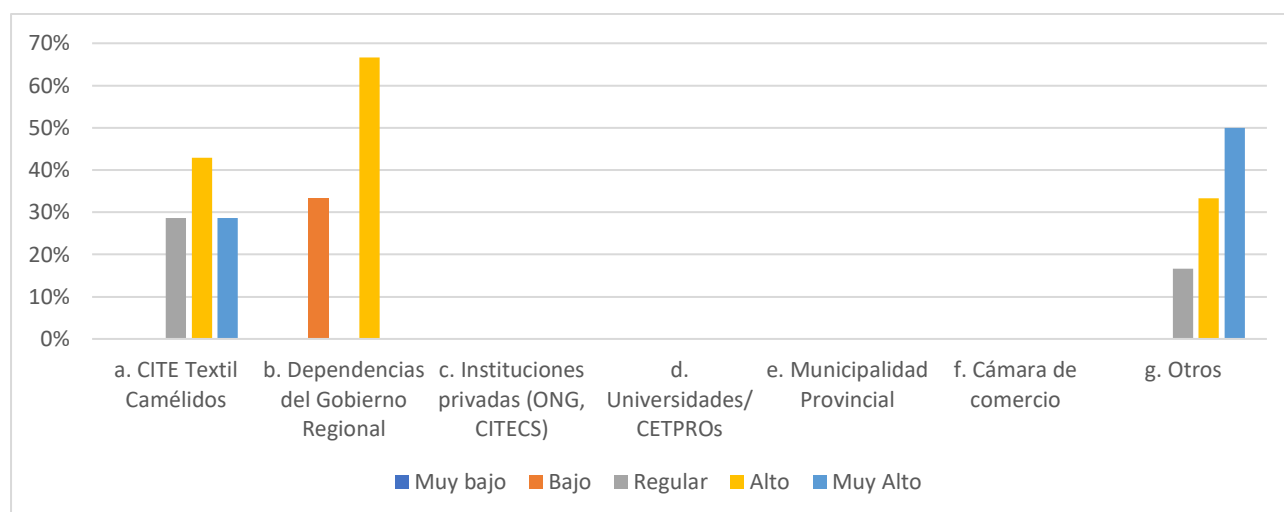 70%
60%
50%
40%
30%
20%
10%
0%
a. CITE Textil
Camélidos
b. Dependencias
del Gobierno
Regional
c. Instituciones
privadas (ONG,
CITECS)
d.
Universidades/
CETPROs
e. Municipalidad
Provincial
f. Cámara de
comercio
g. Otros
Muy bajo Bajo Regular Alto Muy Alto